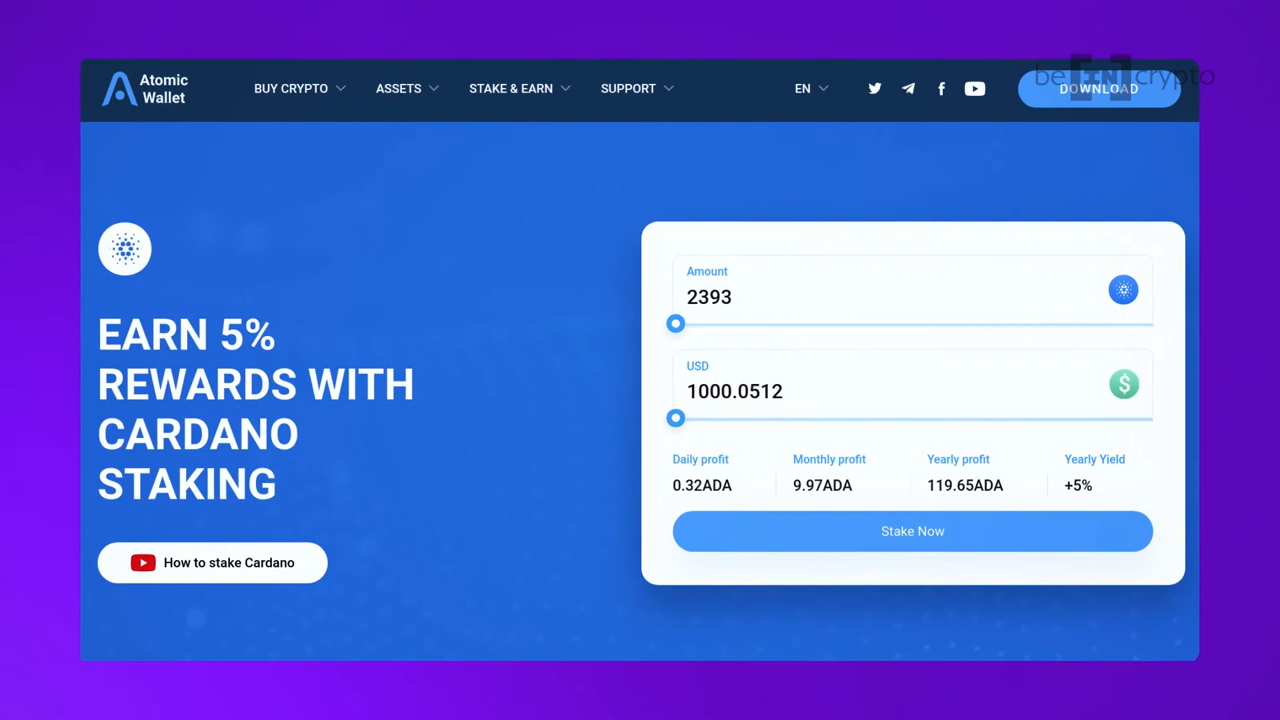 Atomic
Wallet
BUY CRYPTO
ASSETS
STAKE & EARN
SUPPORT
EN
DOWNLOAD
be[IN]crypto
EARN 5%
REWARDS WITH
CARDANO
STAKING
How to stake Cardano
Amount
2393
USD
1000.0512
$
Daily profit
Monthly profit
Yearly profit
Yearly Yield
0.32ADA
9.97ADA
119.65ADA
+5%
Stake Now